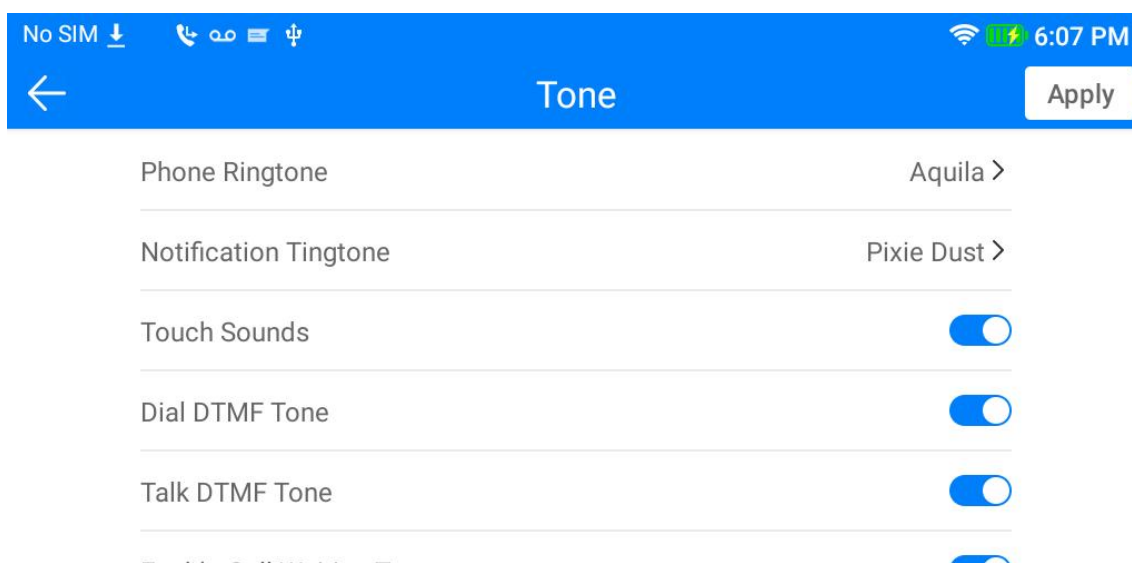 No SIM 6:07 PM
Tone Apply
Phone Ringtone Aquila
Notification Tingtone Pixie Dust
Touch Sounds
Dial DTMF Tone
Talk DTMF Tone